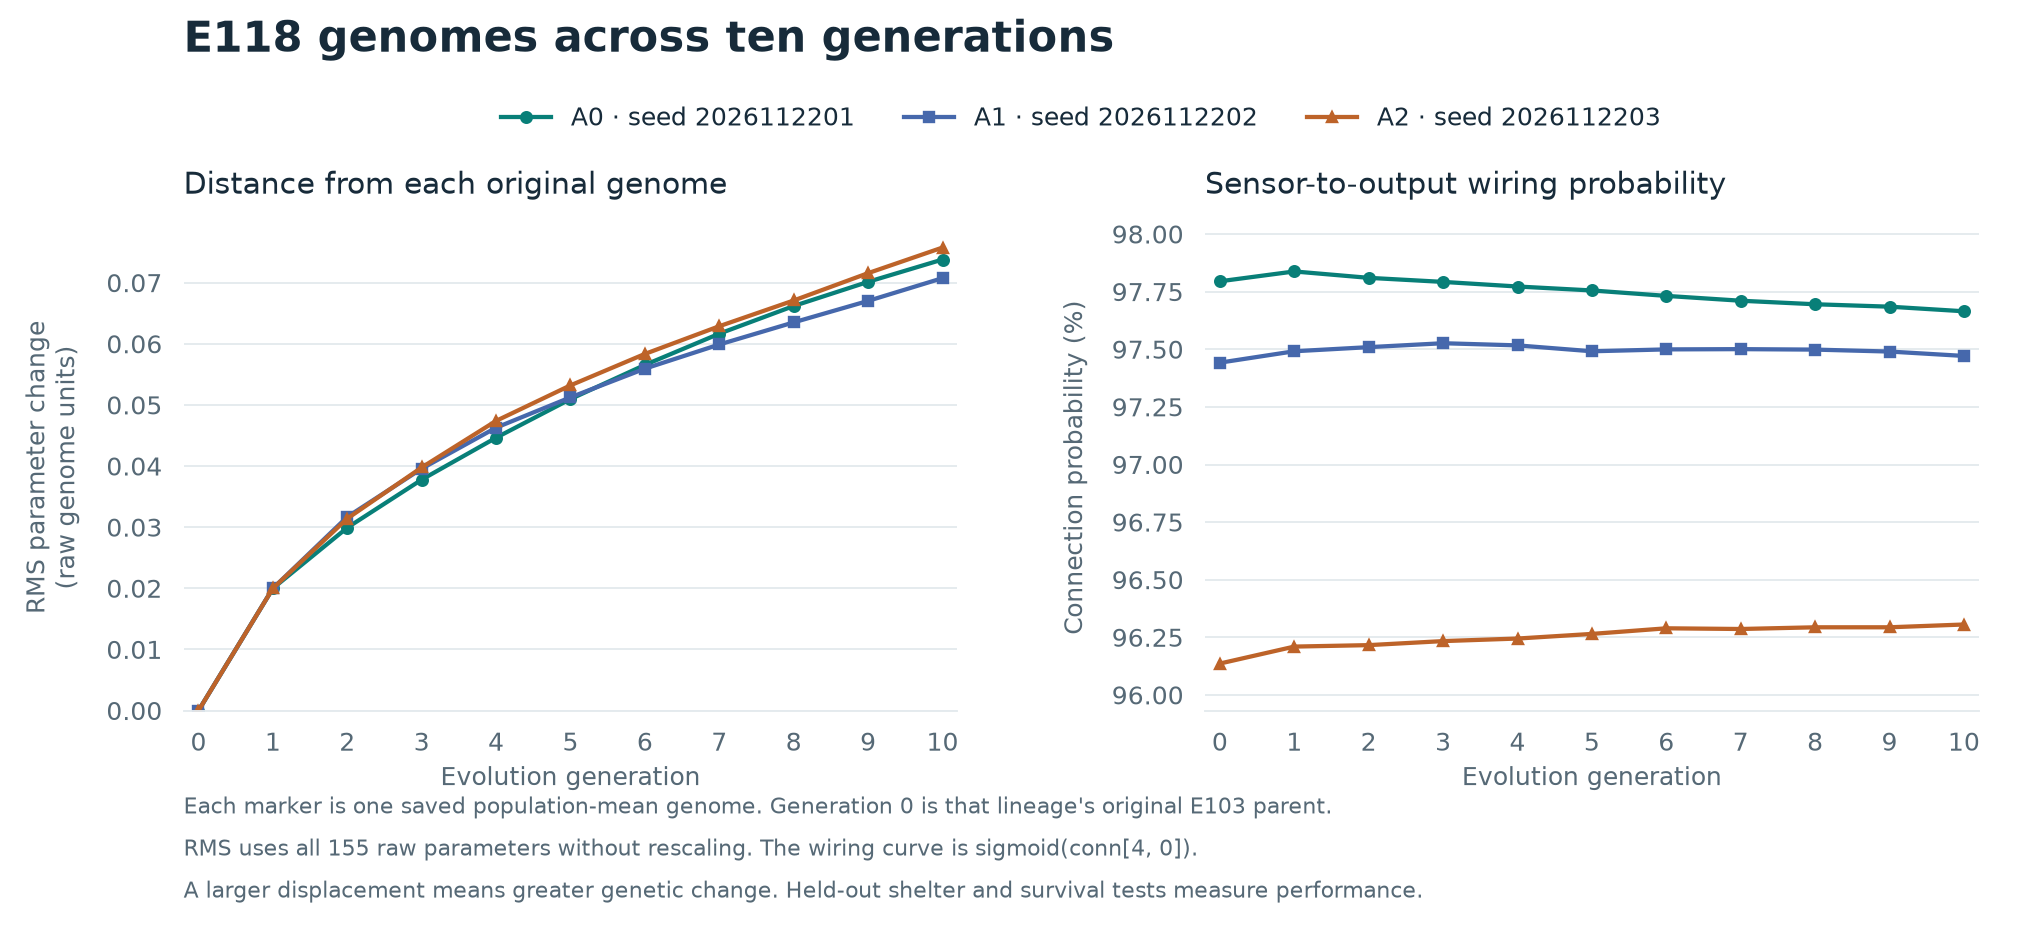 E118 genomes across ten generations
A0 · seed 2026112201
A1 · seed 2026112202
A2 · seed 2026112203
Distance from each original genome
RMS parameter change
(raw genome units)
0.07
0.06
0.05
0.04
0.03
0.02
0.01
0.00
0 1 2 3 4 5 6 7 8 9 10
Evolution generation
Sensor-to-output wiring probability
Connection probability (%)
98.00
97.75
97.50
97.25
97.00
96.75
96.50
96.25
96.00
0 1 2 3 4 5 6 7 8 9 10
Evolution generation
Each marker is one saved population-mean genome. Generation 0 is that lineage's original E103 parent.
RMS uses all 155 raw parameters without rescaling. The wiring curve is sigmoid(conn[4, 0]).
A larger displacement means greater genetic change. Held-out shelter and survival tests measure performance.